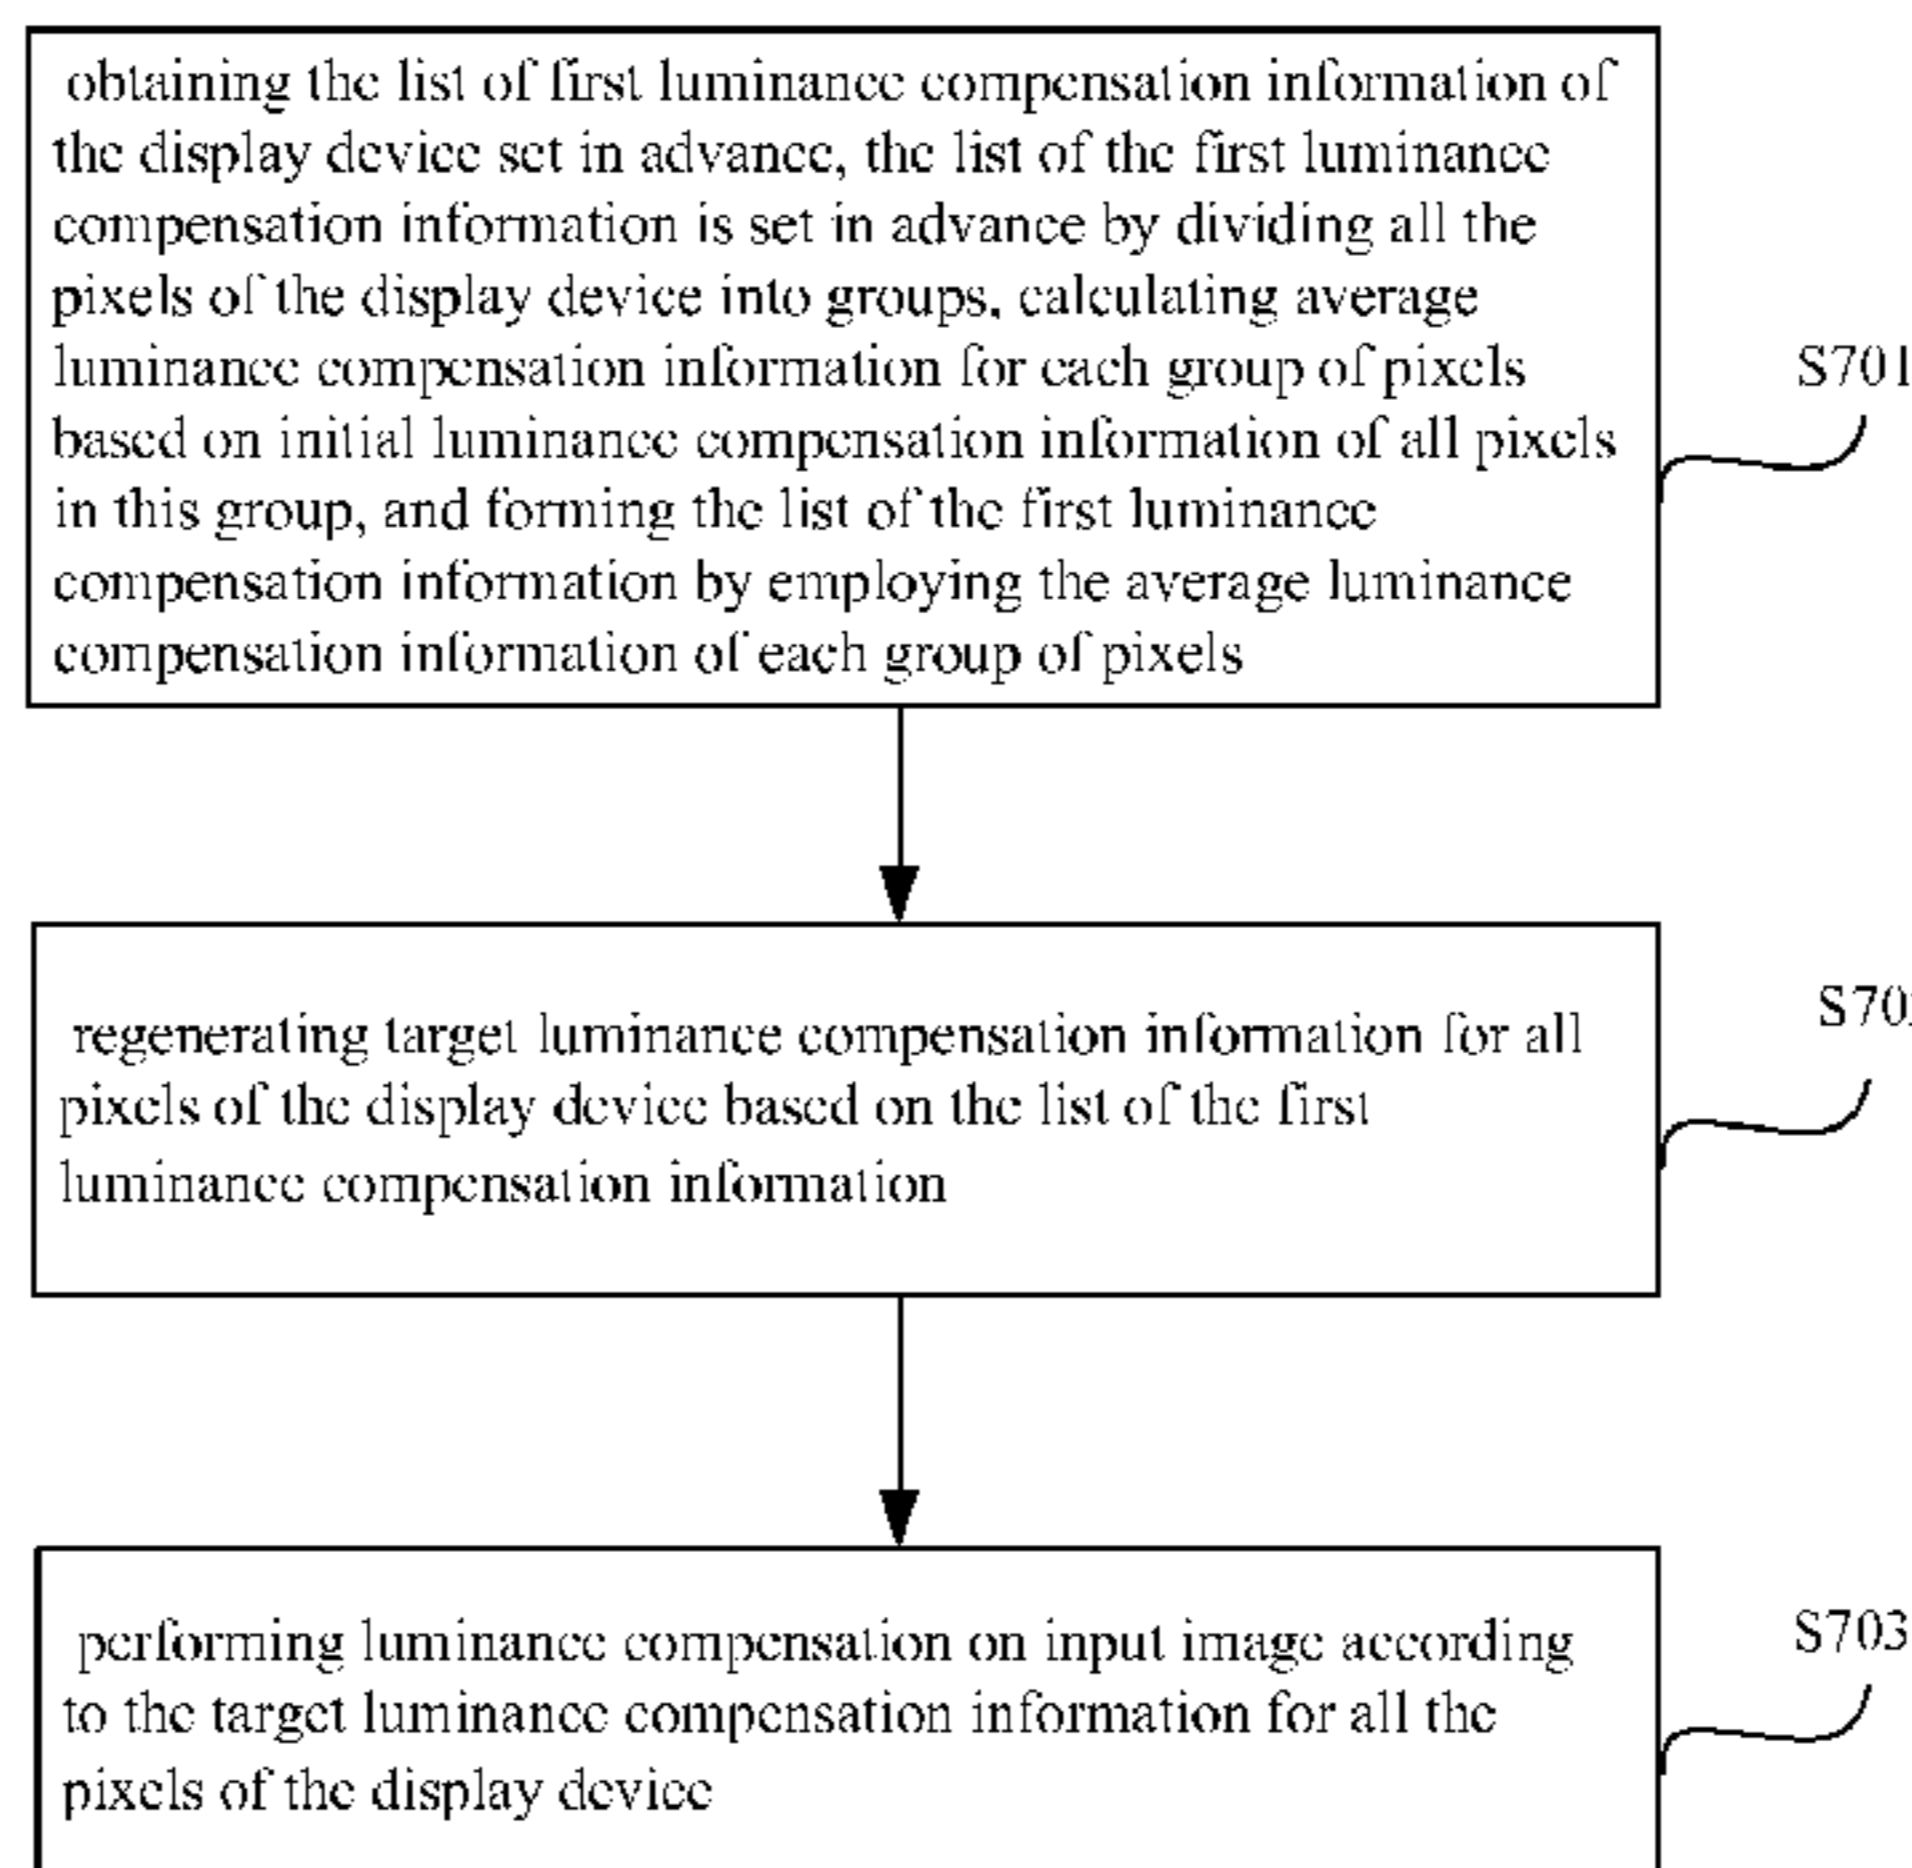 obtaining the list of first luminance compensation information of
the display device set in advance, the list of the first luminance
compensation information is set in advance by dividing all the
pixels of the display device into groups, calculating average
luminance compensation information for each group of pixels
based on initial luminance compensation information of all pixels
in this group, and forming the list of the first luminance
compensation information by employing the average luminance
compensation information of each group of pixels
S701
regenerating target luminance compensation information for all
pixels of the display device based on the list of the first
luminance compensation information
performing luminance compensation on input image according
to the target luminance compensation information for all the
pixels of the display device
S703